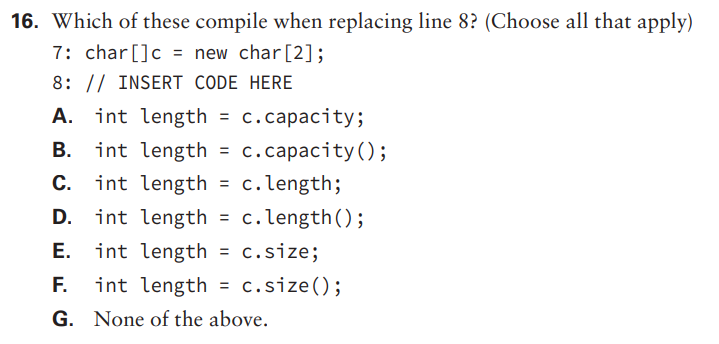 16. Which of these compile when replacing line 8? (Choose all that apply)
7: char[]c = new char[2];
8: // INSERT CODE HERE
A. int length = c.capacity;
B. int length = c.capacity();
C. int length = c.length;
D. int length = c.length();
E. int length = c.size;
F. int length = c.size();
G. None of the above.